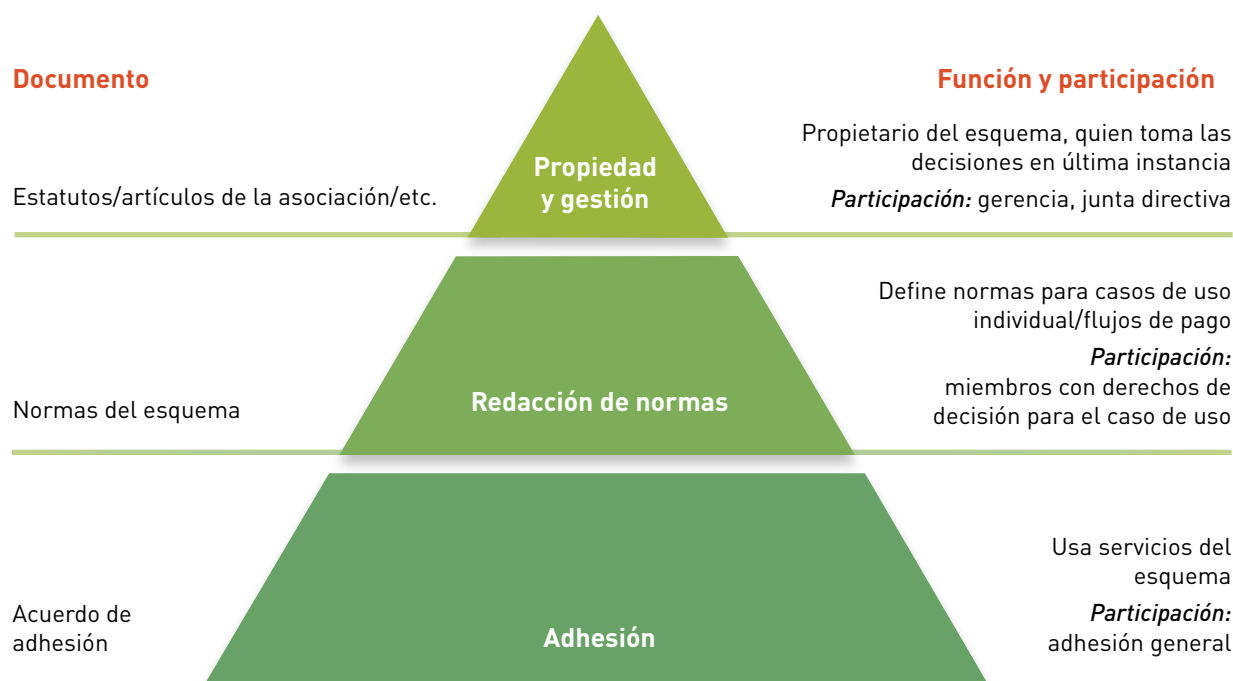 Documento
Función y participación
Estatutos/artículos de la asociación/etc.
Propiedad
y gestión
Propietario del esquema, quien toma las
decisiones en última instancia
Participación: gerencia, junta directiva
Normas del esquema
Redacción de normas
Define normas para casos de uso
individual/flujos de pago
Participación:
miembros con derechos de
decisión para el caso de uso
Acuerdo de
adhesión
Adhesión
Usa servicios del
esquema
Participación:
adhesión general